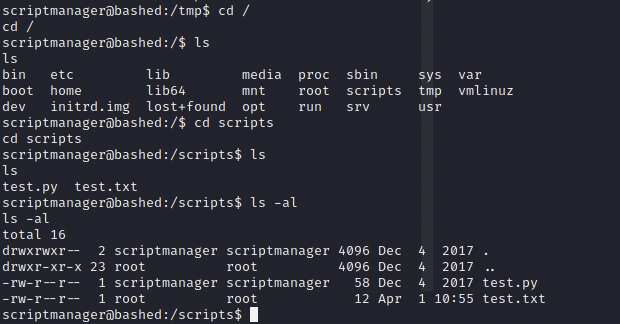 scriptmanager@bashed:/tmp$ cd /
cd /
scriptmanager@bashed:/$ ls
ls
bin   etc         lib         media  proc  sbin     sys  var
boot  home        lib64       mnt    root  scripts  tmp  vmlinuz
dev   initrd.img  lost+found  opt    run   srv      usr
scriptmanager@bashed:/$ cd scripts
cd scripts
scriptmanager@bashed:/scripts$ ls
ls
test.py  test.txt
scriptmanager@bashed:/scripts$ ls -al
ls -al
total 16
drwxrwxr--  2 scriptmanager scriptmanager 4096 Dec  4  2017 .
drwxr-xr-x 23 root          root          4096 Dec  4  2017 ..
-rw-r--r--  1 scriptmanager scriptmanager   58 Dec  4  2017 test.py
-rw-r--r--  1 root          root            12 Apr  1 10:55 test.txt
scriptmanager@bashed:/scripts$